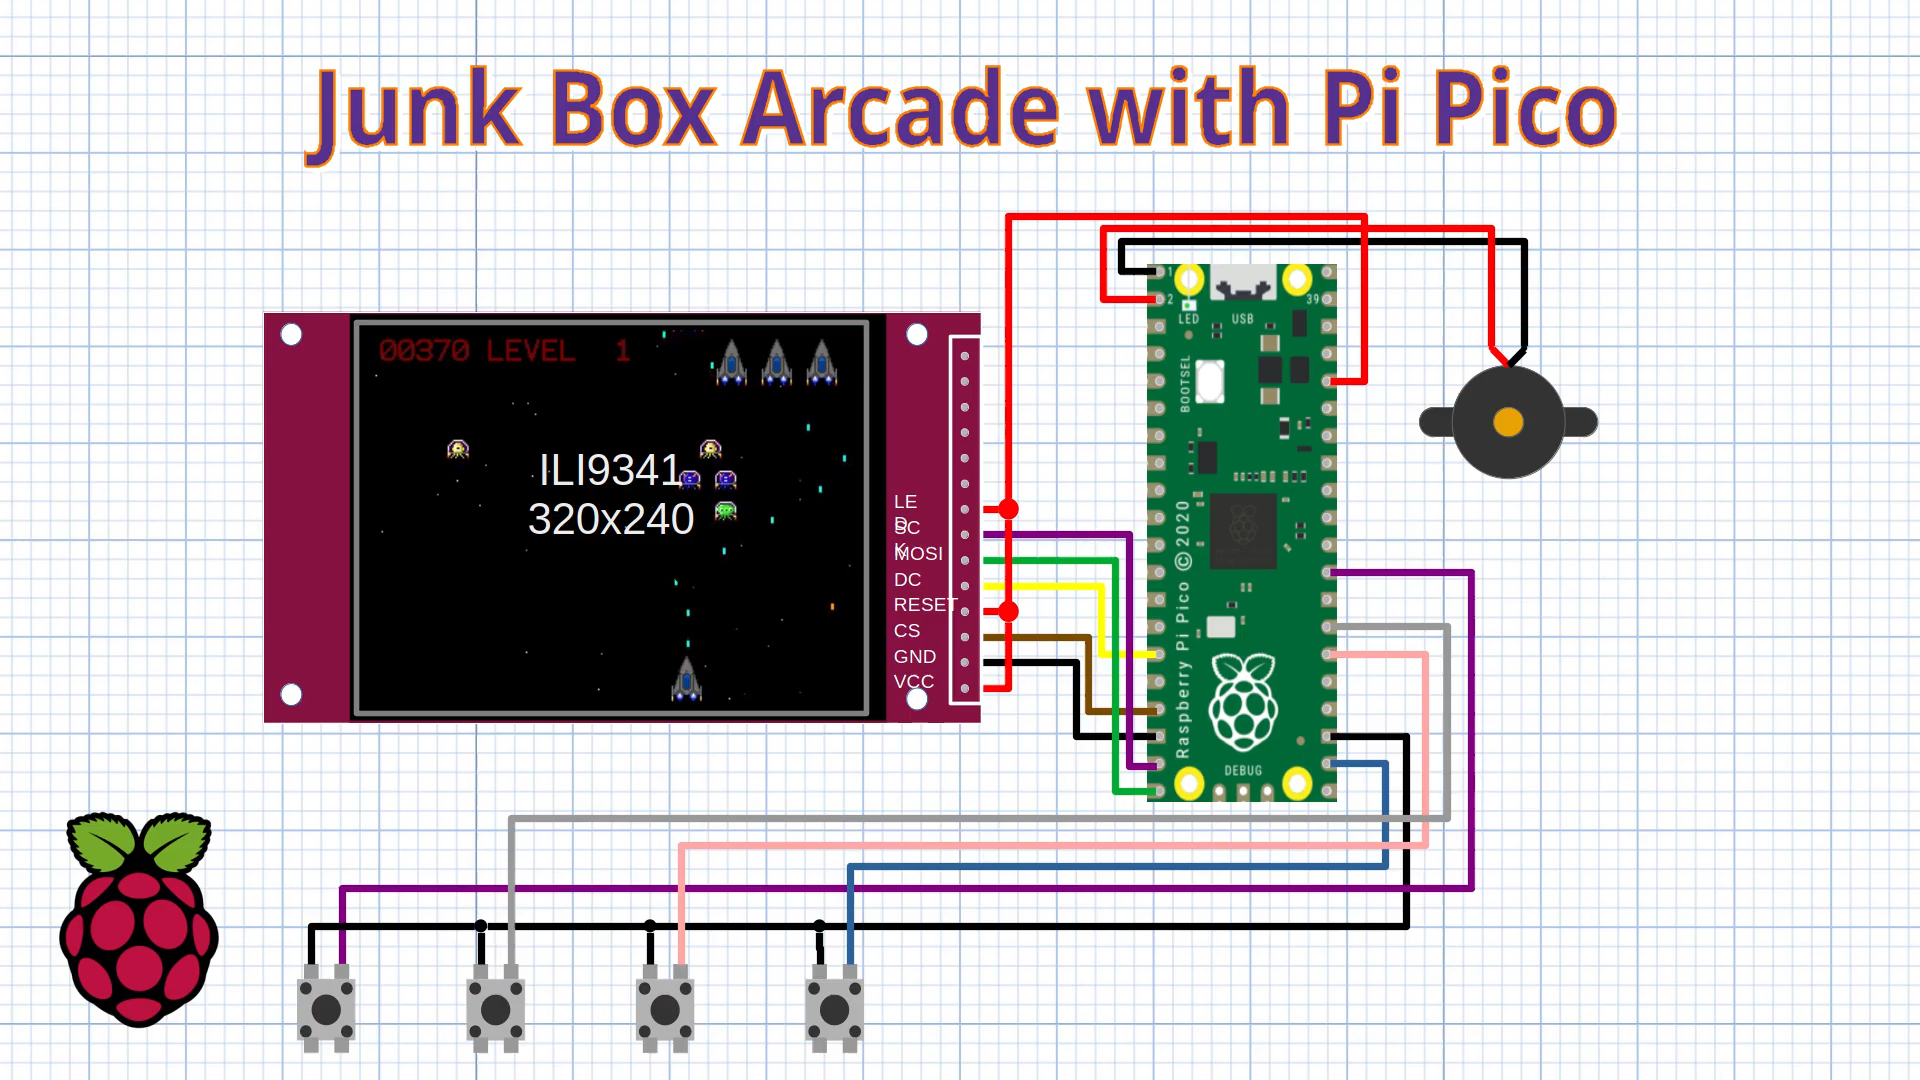 Junk Box Arcade with Pi Pico
00370 LEVEL 1
ILI9341
320x240
LE
D
SC
K
MOSI
DC
RESET
CS
GND
VCC
1
2
39
LED
USB
BOOTSEL
Raspberry Pi Pico © 2020
DEBUG